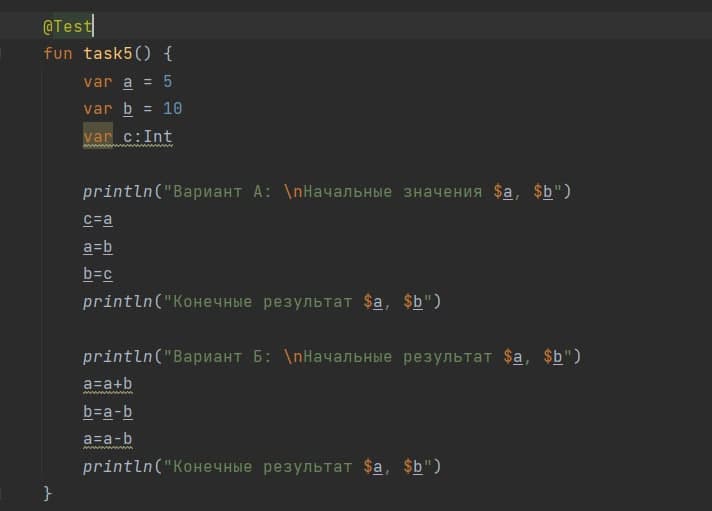 @Test
fun task5() {
var a = 5
var b = 10
var c:Int
println("Вариант А: \nНачальные значения $a, $b")
c=a
a=b
b=c
println("Конечные результат $a, $b")
println("Вариант Б: \nНачальные результат $a, $b")
a=a+b
b=a-b
a=a-b
println("Конечные результат $a, $b")
}